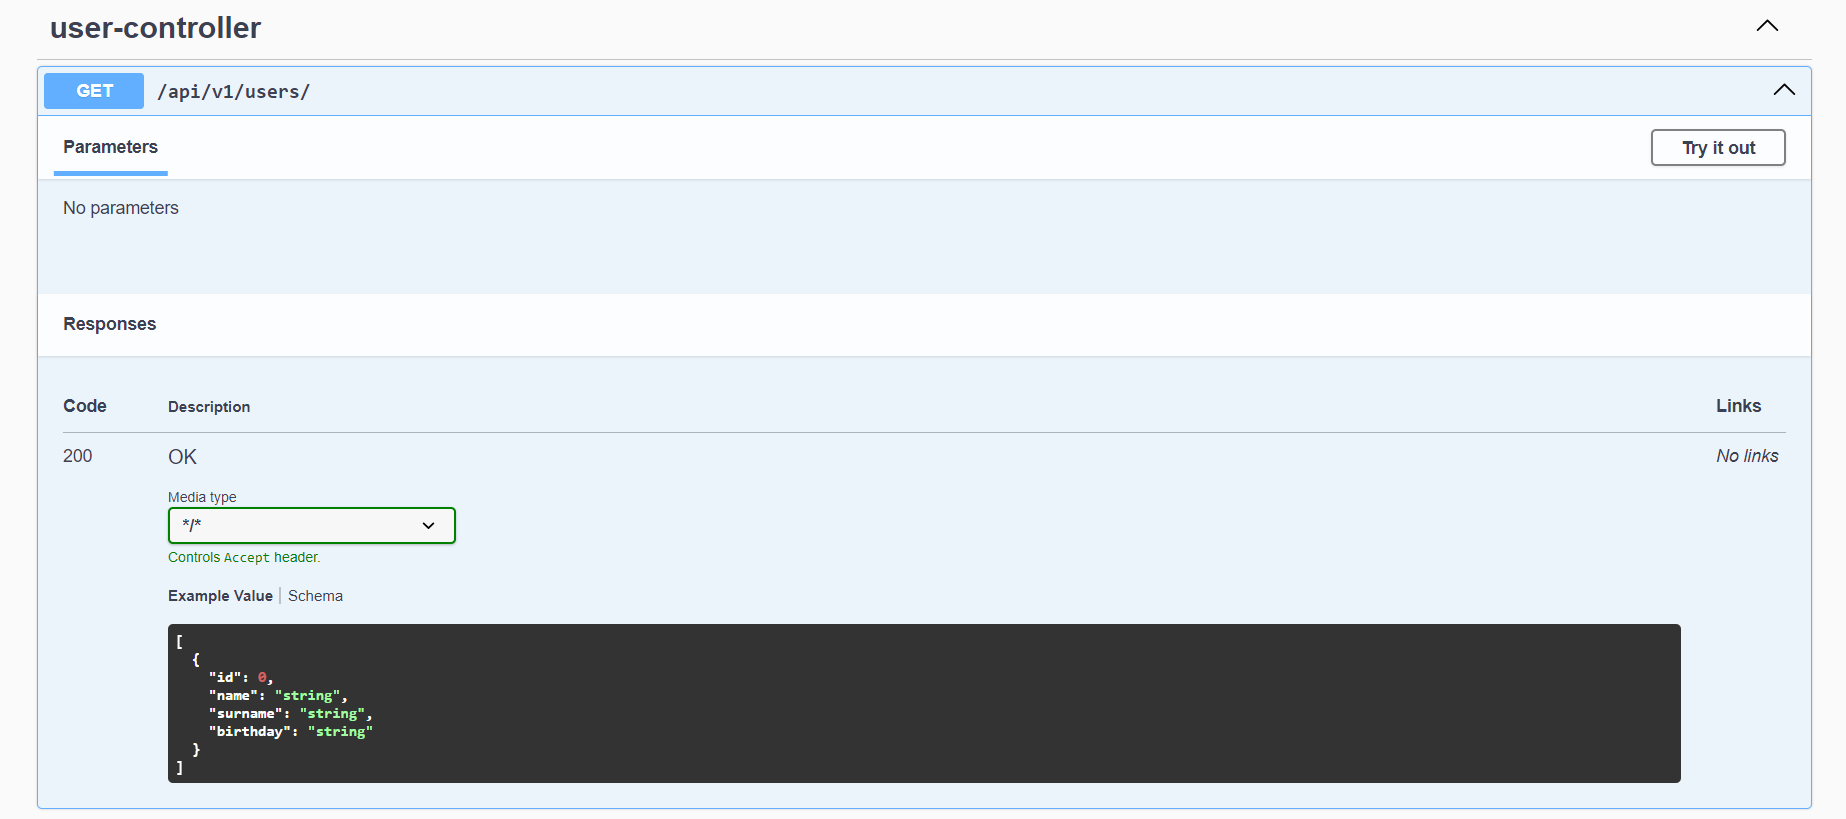 user-controller
GET /api/v1/users/
Parameters
Try it out
No parameters
Responses
Code Description Links
200 OK No links
Media type
*/*
Controls Accept header.
Example Value Schema
[
  {
    "id": 0,
    "name": "string",
    "surname": "string",
    "birthday": "string"
  }
]